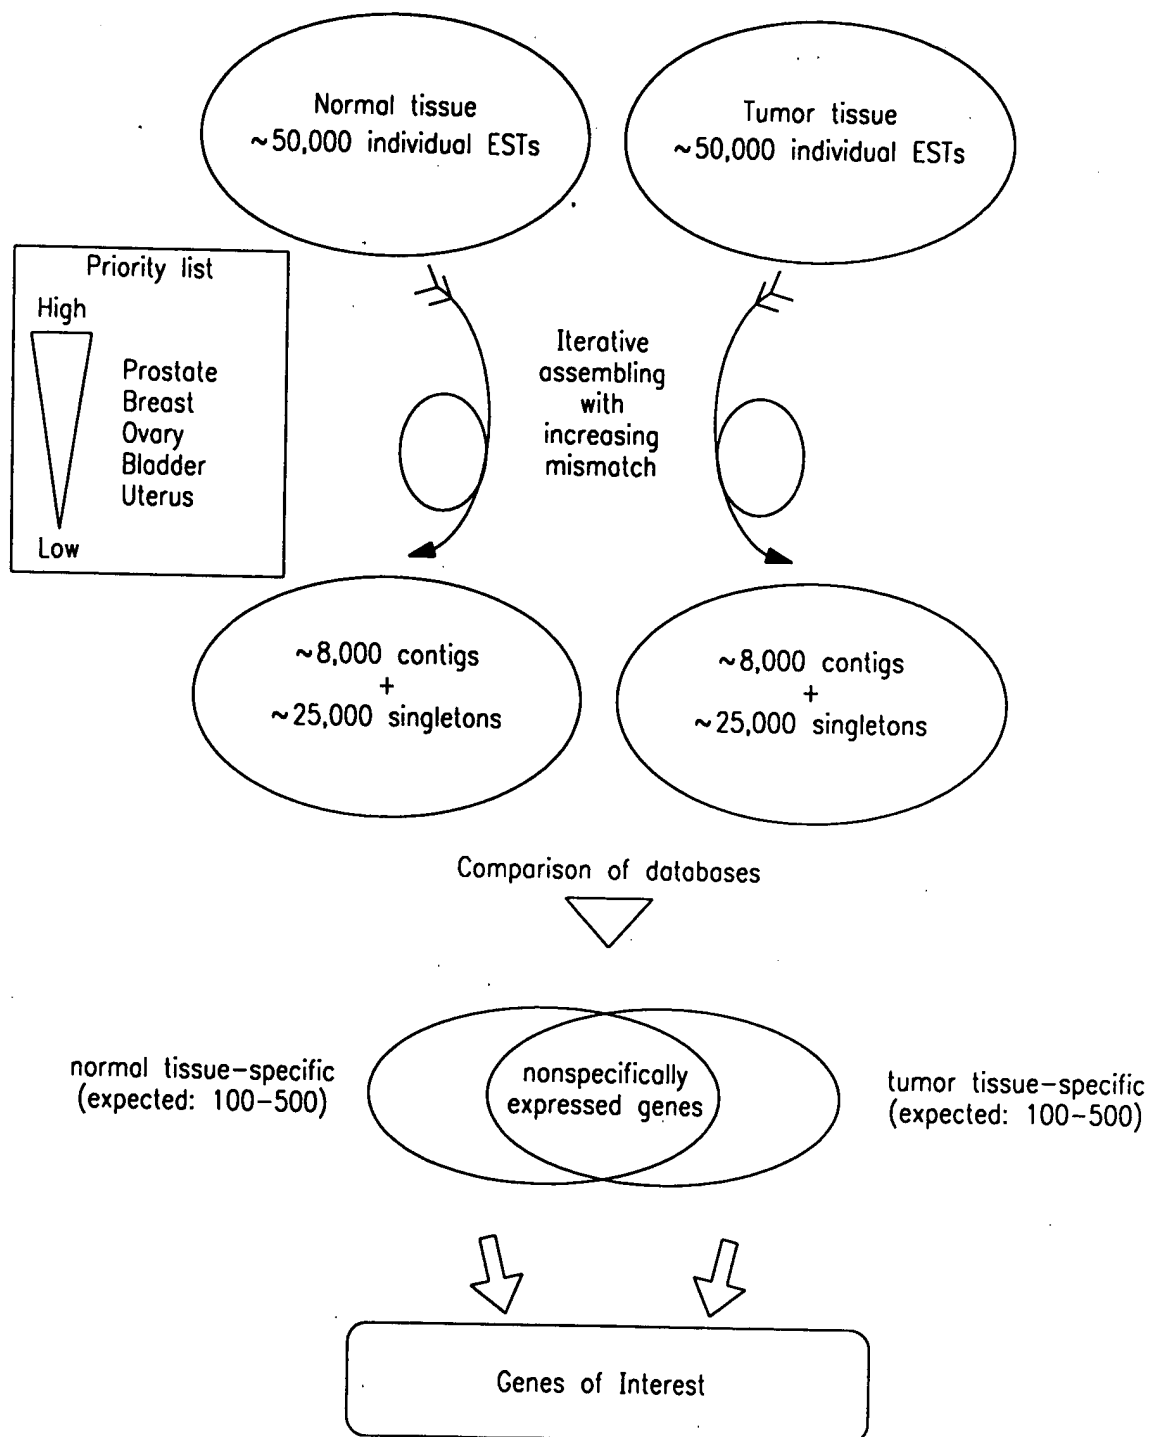 Normal tissue
~50,000 individual ESTs
Tumor tissue
~50,000 individual ESTs
Priority list
High
Prostate
Breast
Ovary
Bladder
Uterus
Low
Iterative
assembling
with
increasing
mismatch
~8,000 contigs
+
~25,000 singletons
~8,000 contigs
+
~25,000 singletons
Comparison of databases
normal tissue-specific
(expected: 100-500)
nonspecifically
expressed genes
tumor tissue-specific
(expected: 100-500)
Genes of Interest